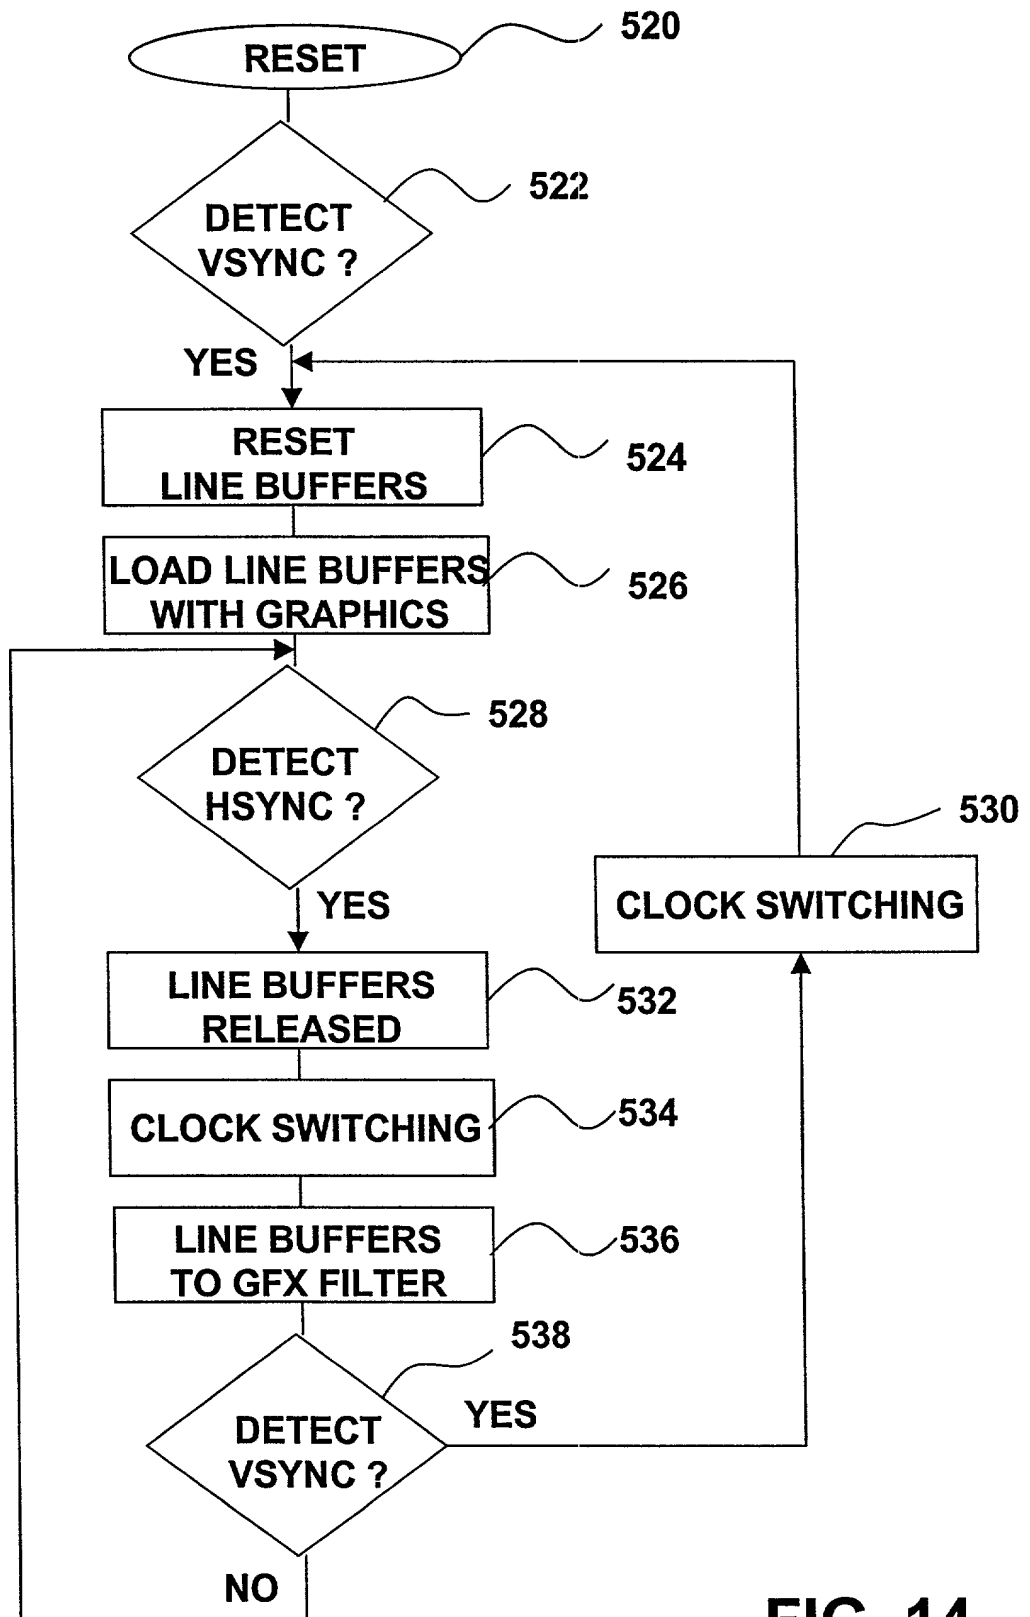 RESET
520
DETECT
VSYNC ?
522
YES
RESET
LINE BUFFERS
524
LOAD LINE BUFFERS
WITH GRAPHICS
526
DETECT
HSYNC ?
528
YES
530
CLOCK SWITCHING
LINE BUFFERS
RELEASED
532
CLOCK SWITCHING
534
LINE BUFFERS
TO GFX FILTER
536
538
DETECT
VSYNC ?
YES
NO
FIG. 14